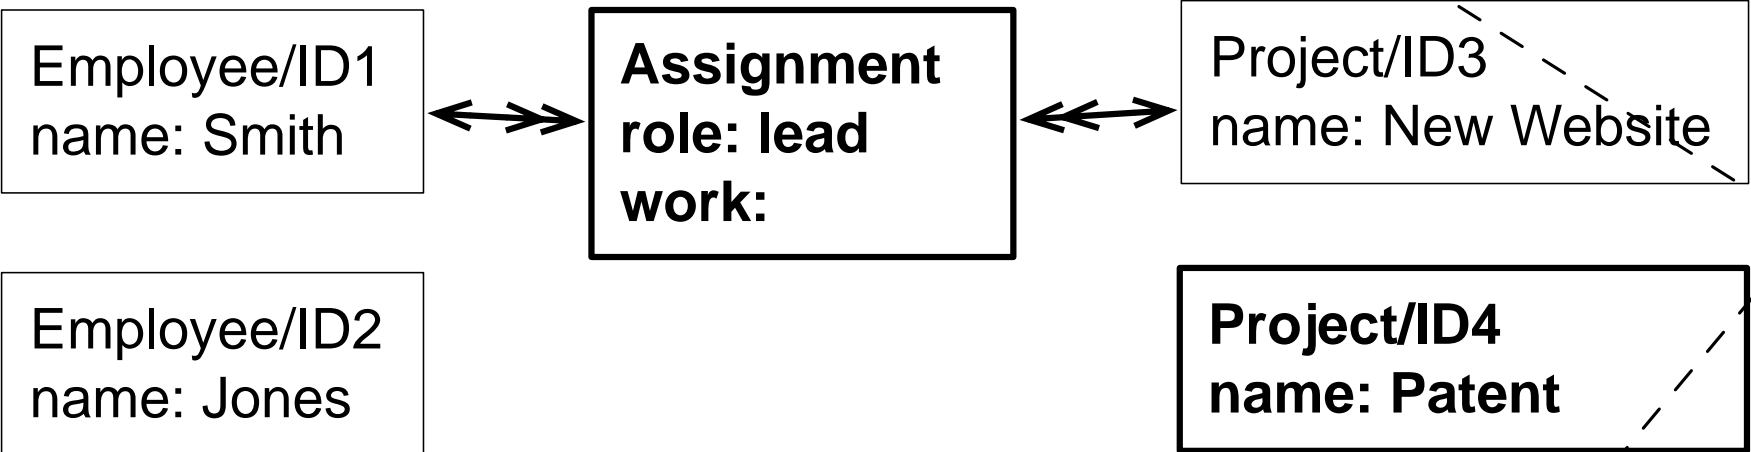 Employee/ID1
name: Smith
Assignment
role: lead
work:
Project/ID3
name: New Website
Employee/ID2
name: Jones
Project/ID4
name: Patent